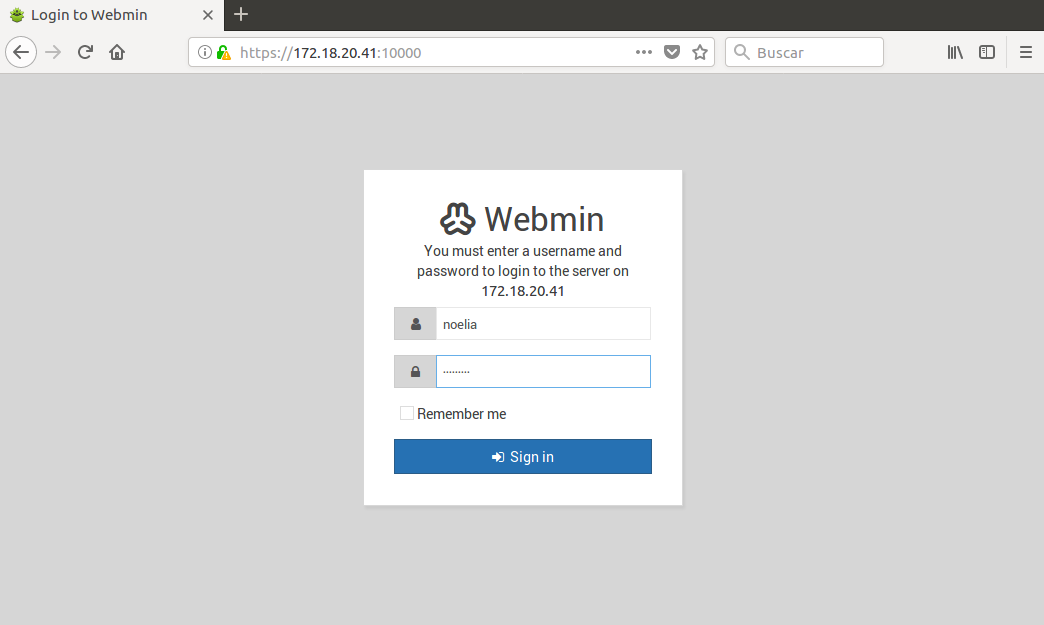 Login to Webmin
https://172.18.20.41:10000
Buscar
Webmin
You must enter a username and
password to login to the server on
172.18.20.41
noelia
·········
Remember me
Sign in